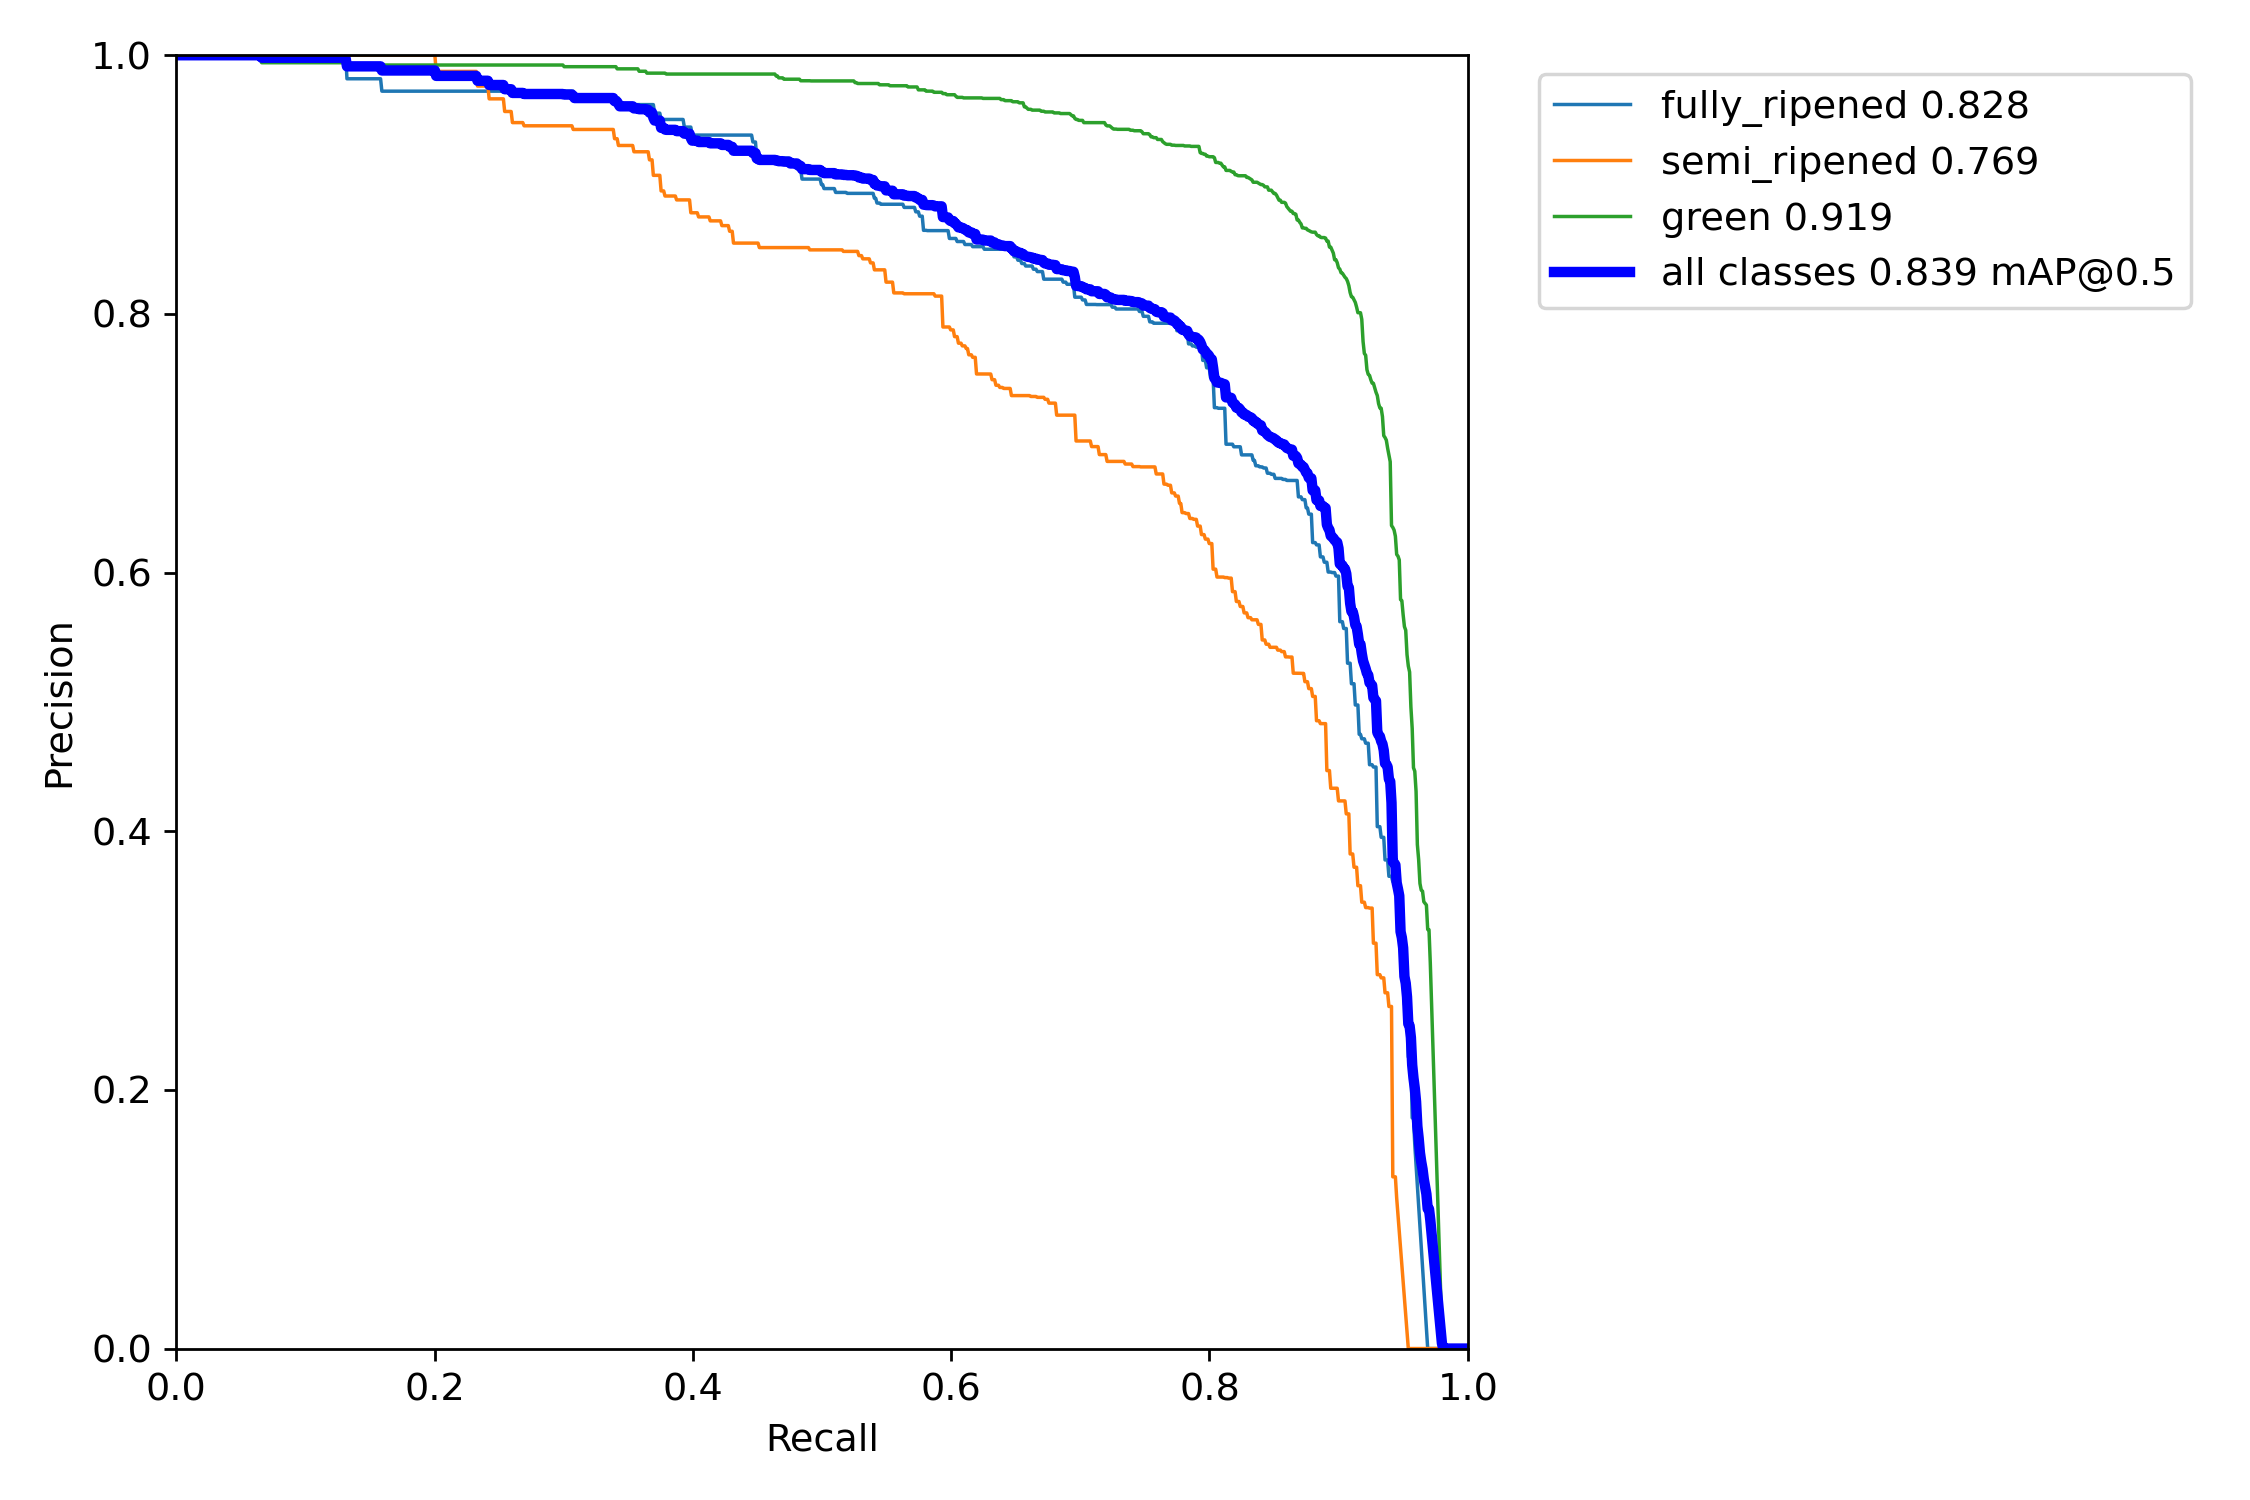 1.0
0.8
0.6
0.4
0.2
0.0
Precision
0.0 0.2 0.4 0.6 0.8 1.0
Recall
fully_ripened 0.828
semi_ripened 0.769
green 0.919
all classes 0.839 mAP@0.5